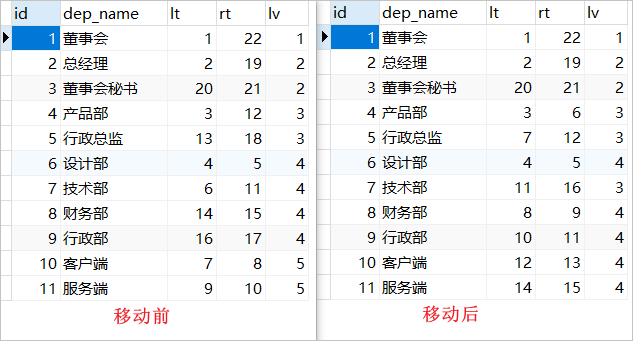 id dep_name lt rt lv
1 董事会 1 22 1
2 总经理 2 19 2
3 董事会秘书 20 21 2
4 产品部 3 12 3
5 行政总监 13 18 3
6 设计部 4 5 4
7 技术部 6 11 4
8 财务部 14 15 4
9 行政部 16 17 4
10 客户端 7 8 5
11 服务端 9 10 5
移动前
id dep_name lt rt lv
1 董事会 1 22 1
2 总经理 2 19 2
3 董事会秘书 20 21 2
4 产品部 3 6 3
5 行政总监 7 12 3
6 设计部 4 5 4
7 技术部 11 16 3
8 财务部 8 9 4
9 行政部 10 11 4
10 客户端 12 13 4
11 服务端 14 15 4
移动后